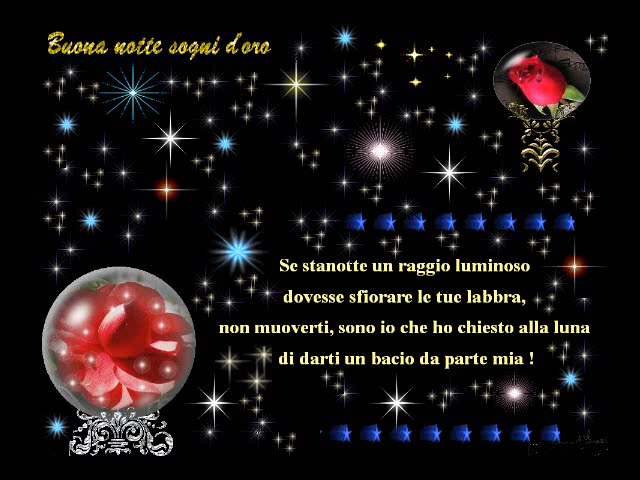 Buona notte sogni d'oro
Se stanotte un raggio luminoso
dovesse sfiorare le tue labbra,
non muoverti, sono io che ho chiesto alla luna
di darti un bacio da parte mia !